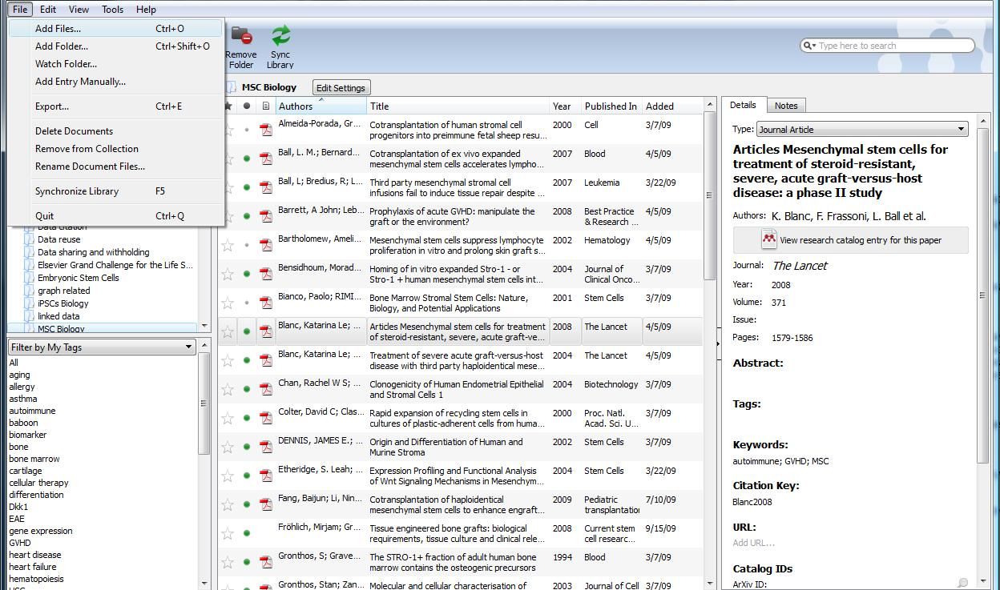 File Edit View Tools Help
Add Files... Ctrl+O
Add Folder... Ctrl+Shift+O
Watch Folder...
Add Entry Manually...
Export... Ctrl+E
Delete Documents
Remove from Collection
Rename Document Files...
Synchronize Library F5
Quit Ctrl+Q
Remove Folder
Sync Library
Type here to search
MSC Biology Edit Settings
Data citation
Data reuse
Data sharing and withholding
Elsevier Grand Challenge for the Life S...
Embryonic Stem Cells
graph related
iPSCs Biology
linked data
MSC Biology
Filter by My Tags
All
aging
allergy
asthma
autoimmune
baboon
biomarker
bone
bone marrow
cartilage
cellular therapy
differentiation
Dkk1
EAE
gene expression
GVHD
heart disease
heart failure
hematopoiesis
Authors Title Year Published In Added
Almeida-Porada, Gr... Cotransplantation of human stromal cell 2000 Cell 3/7/09
progenitors into preimmune fetal sheep resu...
Ball, L. M.; Bernard... Cotransplantation of ex vivo expanded 2007 Blood 4/5/09
mesenchymal stem cells accelerates lympho...
Ball, L; Bredius, R; L... Third party mesenchymal stromal cell 2007 Leukemia 3/22/09
infusions fail to induce tissue repair despite ...
Barrett, A John; Leb... Prophylaxis of acute GVHD: manipulate the 2008 Best Practice 4/5/09
graft or the environment? & Research ...
Bartholomew, Ameli... Mesenchymal stem cells suppress lymphocyte 2002 Hematology 4/5/09
proliferation in vitro and prolong skin graft s...
Bensidhoum, Morad... Homing of in vitro expanded Stro-1 - or 2004 Journal of 3/7/09
Stro-1 + human mesenchymal stem cells int... Clinical Onco...
Bianco, Paolo; RIMI... Bone Marrow Stromal Stem Cells: Nature, 2001 Stem Cells 3/7/09
Biology, and Potential Applications
Blanc, Katarina Le; ... Articles Mesenchymal stem cells for treatment 2008 The Lancet 4/5/09
of steroid-resistant, severe, acute graft-ve...
Blanc, Katarina Le; ... Treatment of severe acute graft-versus-host 2004 The Lancet 4/5/09
disease with third party haploidentical mese...
Chan, Rachel W S; ... Clonogenicity of Human Endometrial Epithelial 2004 Biotechnology 3/7/09
and Stromal Cells 1
Colter, David C; Clas... Rapid expansion of recycling stem cells in 2000 Proc. Natl. 3/7/09
cultures of plastic-adherent cells from huma... Acad. Sci. U...
DENNIS, JAMES E.; ... Origin and Differentiation of Human and 2002 Stem Cells 3/7/09
Murine Stroma
Etheridge, S. Leah; ... Expression Profiling and Functional Analysis 2004 Stem Cells 3/22/09
of Wnt Signaling Mechanisms in Mesenchym...
Fang, Baijun; Li, Nin... Cotransplantation of haploidentical 2009 Pediatric 7/10/09
mesenchymal stem cells to enhance engraft... transplantation
Fröhlich, Mirjam; Gr... Tissue engineered bone grafts: biological 2008 Current stem 9/15/09
requirements, tissue culture and clinical rele... cell researc...
Gronthos, S; Grave... The STRO-1+ fraction of adult human bone 1994 Blood 3/7/09
marrow contains the osteogenic precursors
Gronthos, Stan; Zan... Molecular and cellular characterisation of 2003 Journal of Cell 3/7/09
Details Notes
Type: Journal Article
Articles Mesenchymal stem cells for
treatment of steroid-resistant,
severe, acute graft-versus-host
disease: a phase II study
Authors: K. Blanc, F. Frassoni, L. Ball et al.
View research catalog entry for this paper
Journal: The Lancet
Year: 2008
Volume: 371
Issue:
Pages: 1579-1586
Abstract:
Tags:
Keywords:
autoimmune; GVHD; MSC
Citation Key:
Blanc2008
URL:
Add URL...
Catalog IDs
ArXiv ID: